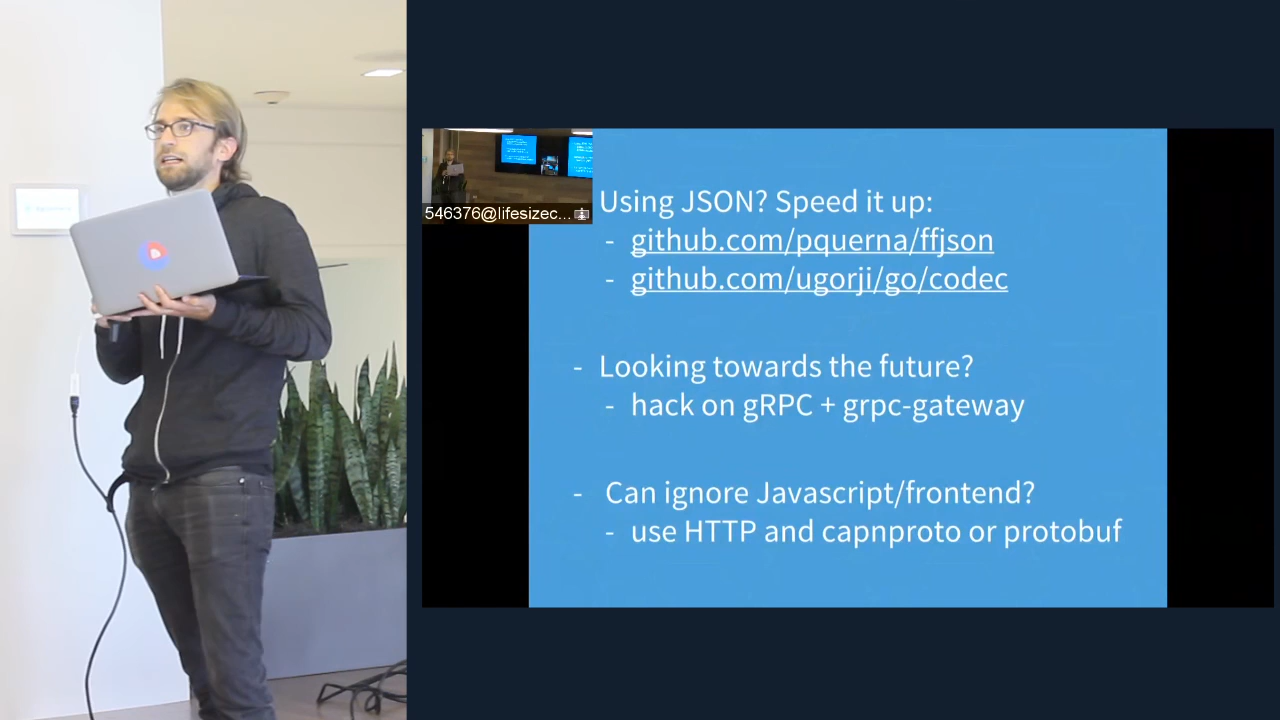 546376@lifesizec...
Using JSON? Speed it up:
- github.com/pquerna/ffjson
- github.com/ugorji/go/codec
- Looking towards the future?
- hack on gRPC + grpc-gateway
- Can ignore Javascript/frontend?
- use HTTP and capnproto or protobuf